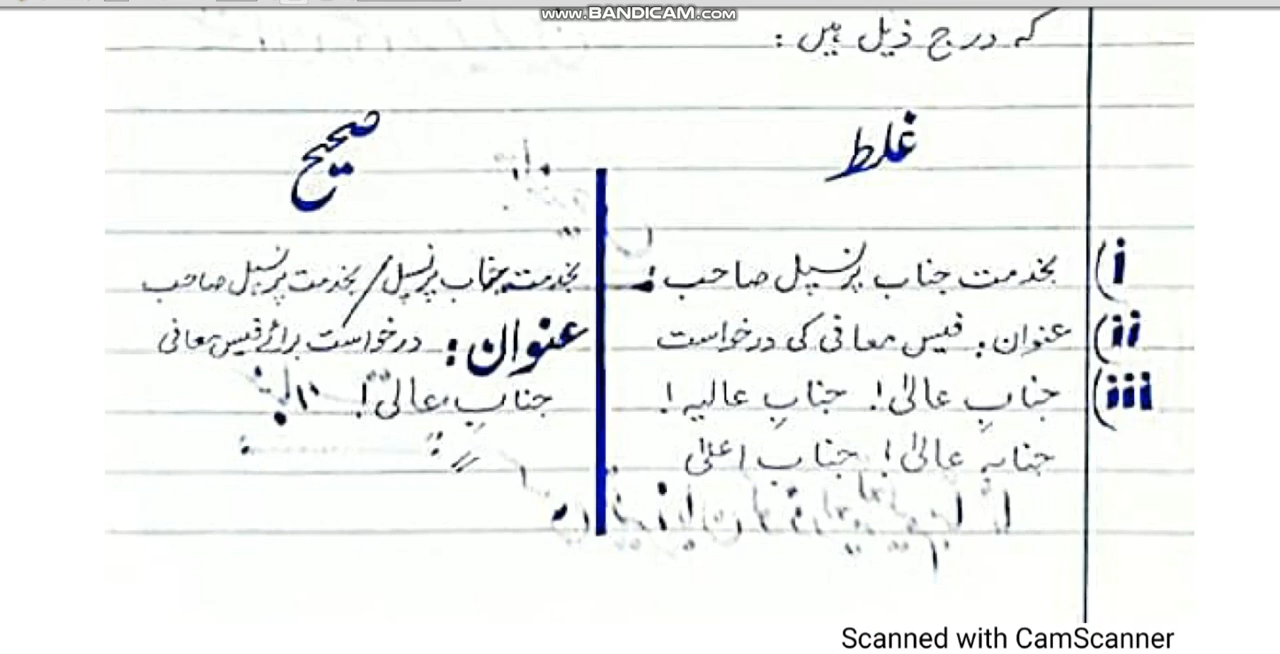 www.BANDICAM.com
کہ درج ذیل ہیں :
غلط
صحیح
(i بخدمت جناب پرنسپل صاحب : بخدمت جناب پرنسپل / بخدمت پرنسپل صاحب
(ii عنوان : فیس معافی کی درخواست عنوان : درخواست برائے فیس معافی
(iii جنابِ عالیٰ! جنابِ عالیہ! جنابِ عالی!
جنابہ عالیٰ! جناب اعلیٰ
Scanned with CamScanner